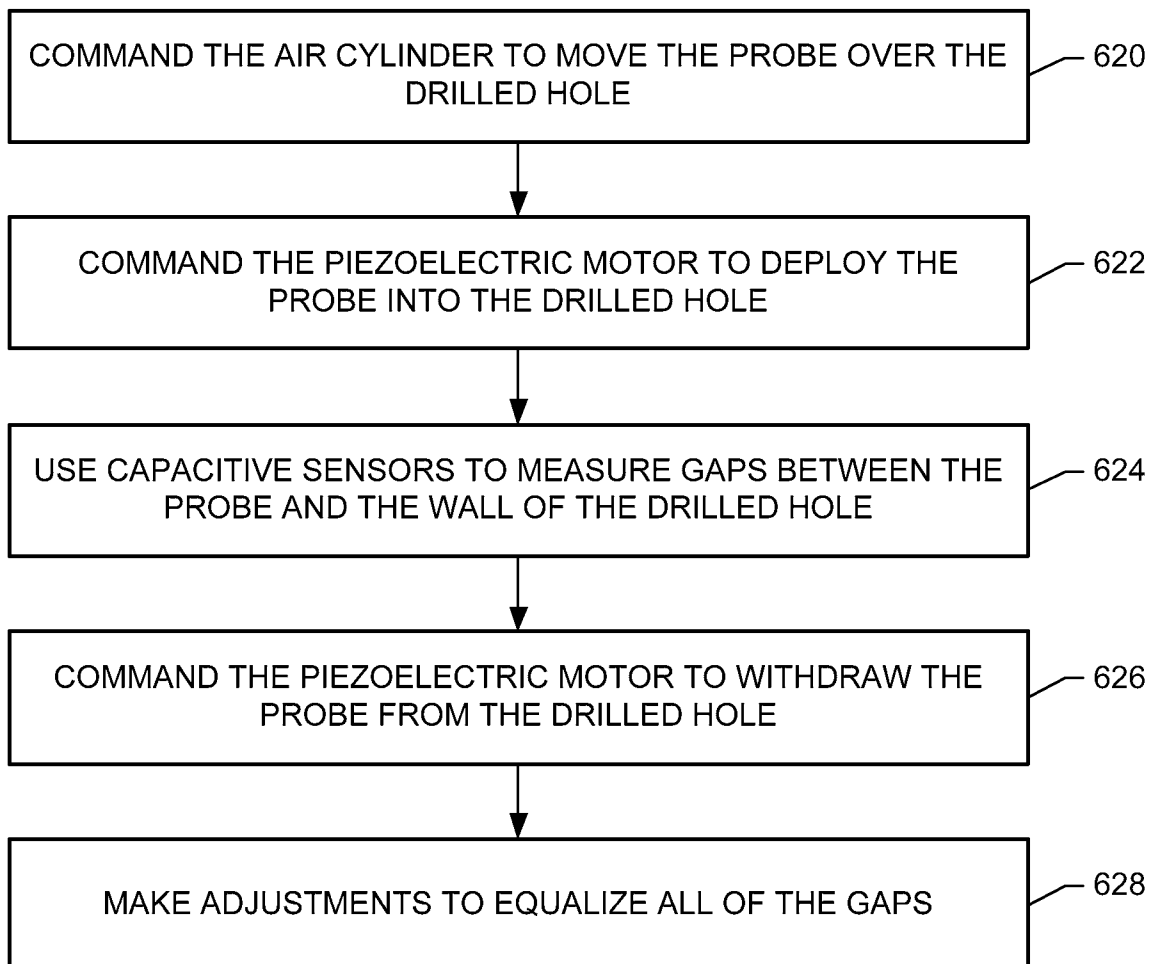 COMMAND THE AIR CYLINDER TO MOVE THE PROBE OVER THE
DRILLED HOLE
620
COMMAND THE PIEZOELECTRIC MOTOR TO DEPLOY THE
PROBE INTO THE DRILLED HOLE
622
USE CAPACITIVE SENSORS TO MEASURE GAPS BETWEEN THE
PROBE AND THE WALL OF THE DRILLED HOLE
624
COMMAND THE PIEZOELECTRIC MOTOR TO WITHDRAW THE
PROBE FROM THE DRILLED HOLE
626
MAKE ADJUSTMENTS TO EQUALIZE ALL OF THE GAPS
628